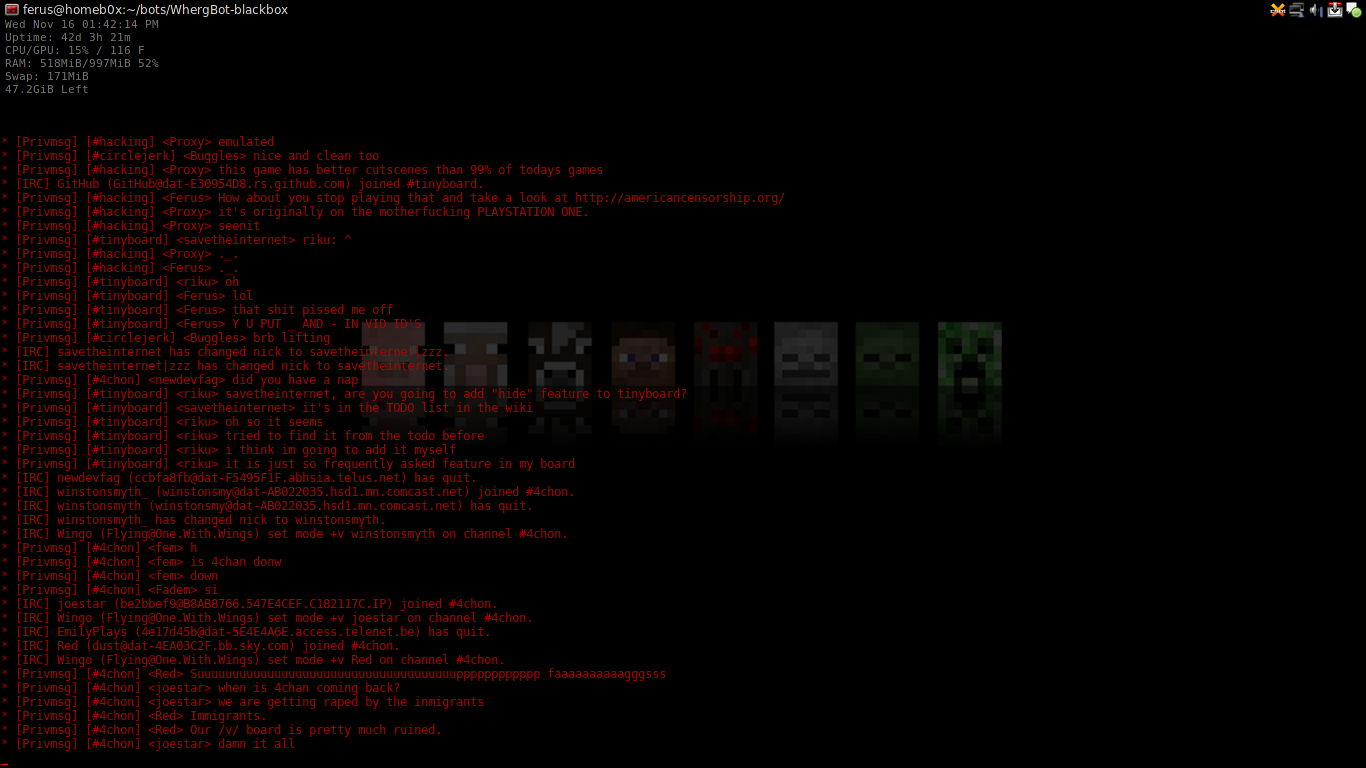 ferus@homeb0x:~/bots/WhergBot-blackbox
Wed Nov 16 01:42:14 PM
Uptime: 42d 3h 21m
CPU/GPU: 15% / 116 F
RAM: 518MiB/997MiB 52%
Swap: 171MiB
47.2GiB Left
* [Privmsg] [#hacking] <Proxy> emulated
* [Privmsg] [#circlejerk] <Buggles> nice and clean too
* [Privmsg] [#hacking] <Proxy> this game has better cutscenes than 99% of todays games
* [IRC] GitHub (GitHub@dat-E30954D8.rs.github.com) joined #tinyboard.
* [Privmsg] [#hacking] <Ferus> How about you stop playing that and take a look at http://americancensorship.org/
* [Privmsg] [#hacking] <Proxy> it's originally on the motherfucking PLAYSTATION ONE.
* [Privmsg] [#hacking] <Proxy> seenit
* [Privmsg] [#tinyboard] <savetheinternet> riku: ^
* [Privmsg] [#hacking] <Proxy> ._.
* [Privmsg] [#hacking] <Ferus> ._.
* [Privmsg] [#tinyboard] <riku> oh
* [Privmsg] [#tinyboard] <Ferus> lol
* [Privmsg] [#tinyboard] <Ferus> that shit pissed me off
* [Privmsg] [#tinyboard] <Ferus> Y U PUT _ AND - IN VID ID'S
* [Privmsg] [#circlejerk] <Buggles> brb lifting
* [IRC] savetheinternet has changed nick to savetheinternet|zzz.
* [IRC] savetheinternet|zzz has changed nick to savetheinternet.
* [Privmsg] [#4chon] <newdevfag> did you have a nap
* [Privmsg] [#tinyboard] <riku> savetheinternet, are you going to add "hide" feature to tinyboard?
* [Privmsg] [#tinyboard] <savetheinternet> it's in the TODO list in the wiki
* [Privmsg] [#tinyboard] <riku> oh so it seems
* [Privmsg] [#tinyboard] <riku> tried to find it from the todo before
* [Privmsg] [#tinyboard] <riku> i think im going to add it myself
* [Privmsg] [#tinyboard] <riku> it is just so frequently asked feature in my board
* [IRC] newdevfag (ccbfa8fb@dat-F5495F1F.abhsia.telus.net) has quit.
* [IRC] winstonsmyth_ (winstonsmy@dat-AB022035.hsd1.mn.comcast.net) joined #4chon.
* [IRC] winstonsmyth (winstonsmy@dat-AB022035.hsd1.mn.comcast.net) has quit.
* [IRC] winstonsmyth_ has changed nick to winstonsmyth.
* [IRC] Wingo (Flying@One.With.Wings) set mode +v winstonsmyth on channel #4chon.
* [Privmsg] [#4chon] <fem> h
* [Privmsg] [#4chon] <fem> is 4chan donw
* [Privmsg] [#4chon] <fem> down
* [Privmsg] [#4chon] <Fadem> si
* [IRC] joestar (be2bbef9@B8AB8766.547E4CEF.C182117C.IP) joined #4chon.
* [IRC] Wingo (Flying@One.With.Wings) set mode +v joestar on channel #4chon.
* [IRC] EmilyPlays (4e17d45b@dat-5E4E4A6E.access.telenet.be) has quit.
* [IRC] Red (dust@dat-4EA03C2F.bb.sky.com) joined #4chon.
* [IRC] Wingo (Flying@One.With.Wings) set mode +v Red on channel #4chon.
* [Privmsg] [#4chon] <Red> Suuuuuuuuuuuuuuuuuuuuuuuuuuuuuuuuuuuuupppppppppppp faaaaaaaaaagggsss
* [Privmsg] [#4chon] <joestar> when is 4chan coming back?
* [Privmsg] [#4chon] <joestar> we are getting raped by the inmigrants
* [Privmsg] [#4chon] <Red> Immigrants.
* [Privmsg] [#4chon] <Red> Our /v/ board is pretty much ruined.
* [Privmsg] [#4chon] <joestar> damn it all